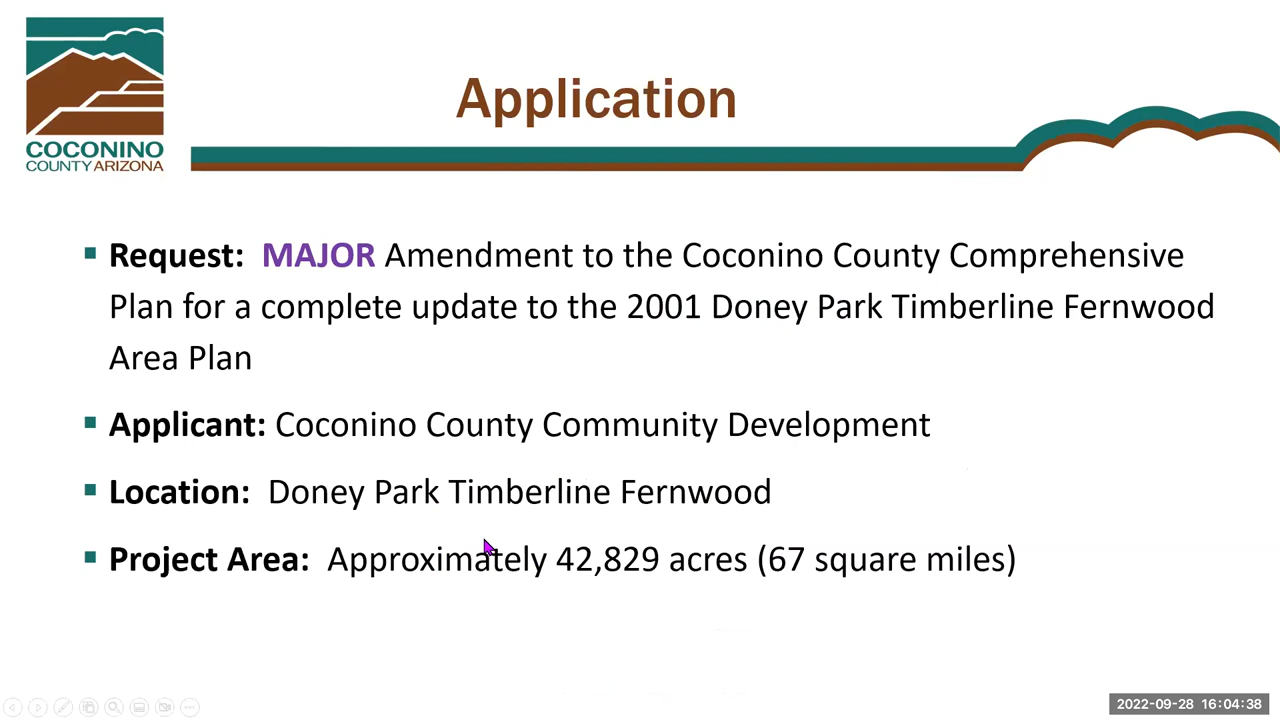 COCONINO
COUNTY ARIZONA
Application
Request: MAJOR Amendment to the Coconino County Comprehensive
Plan for a complete update to the 2001 Doney Park Timberline Fernwood
Area Plan
Applicant: Coconino County Community Development
Location: Doney Park Timberline Fernwood
Project Area: Approximately 42,829 acres (67 square miles)
2022-09-28 16:04:38